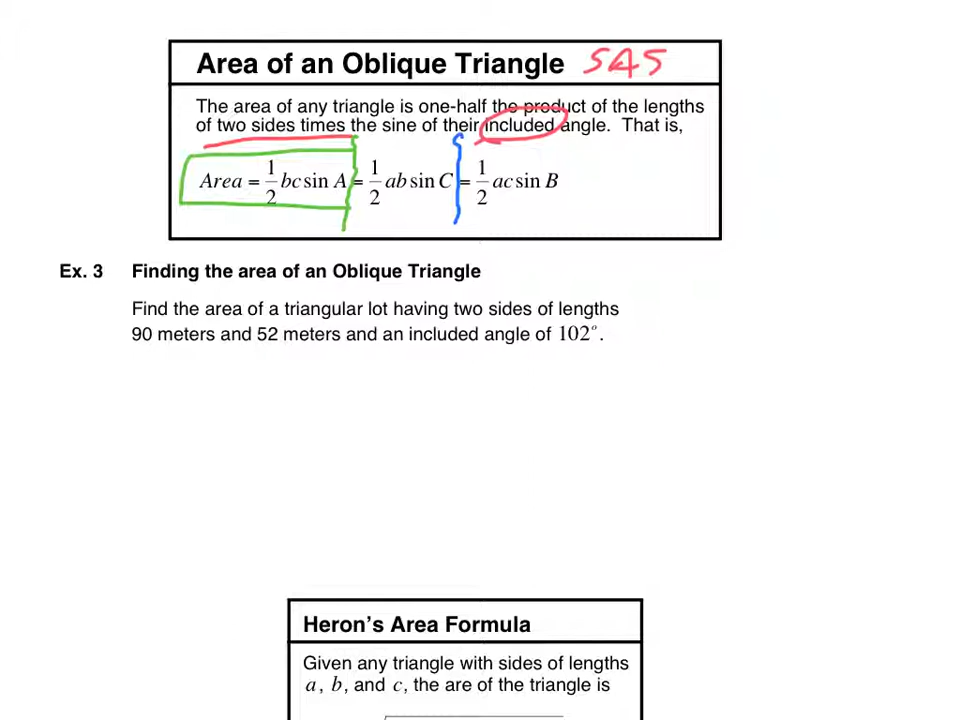 Area of an Oblique Triangle SAS
The area of any triangle is one-half the product of the lengths
of two sides times the sine of their included angle. That is,
Area = 1/2 bc sin A = 1/2 ab sin C = 1/2 ac sin B
Ex. 3 Finding the area of an Oblique Triangle
Find the area of a triangular lot having two sides of lengths
90 meters and 52 meters and an included angle of 102°.
Heron's Area Formula
Given any triangle with sides of lengths
a, b, and c, the are of the triangle is